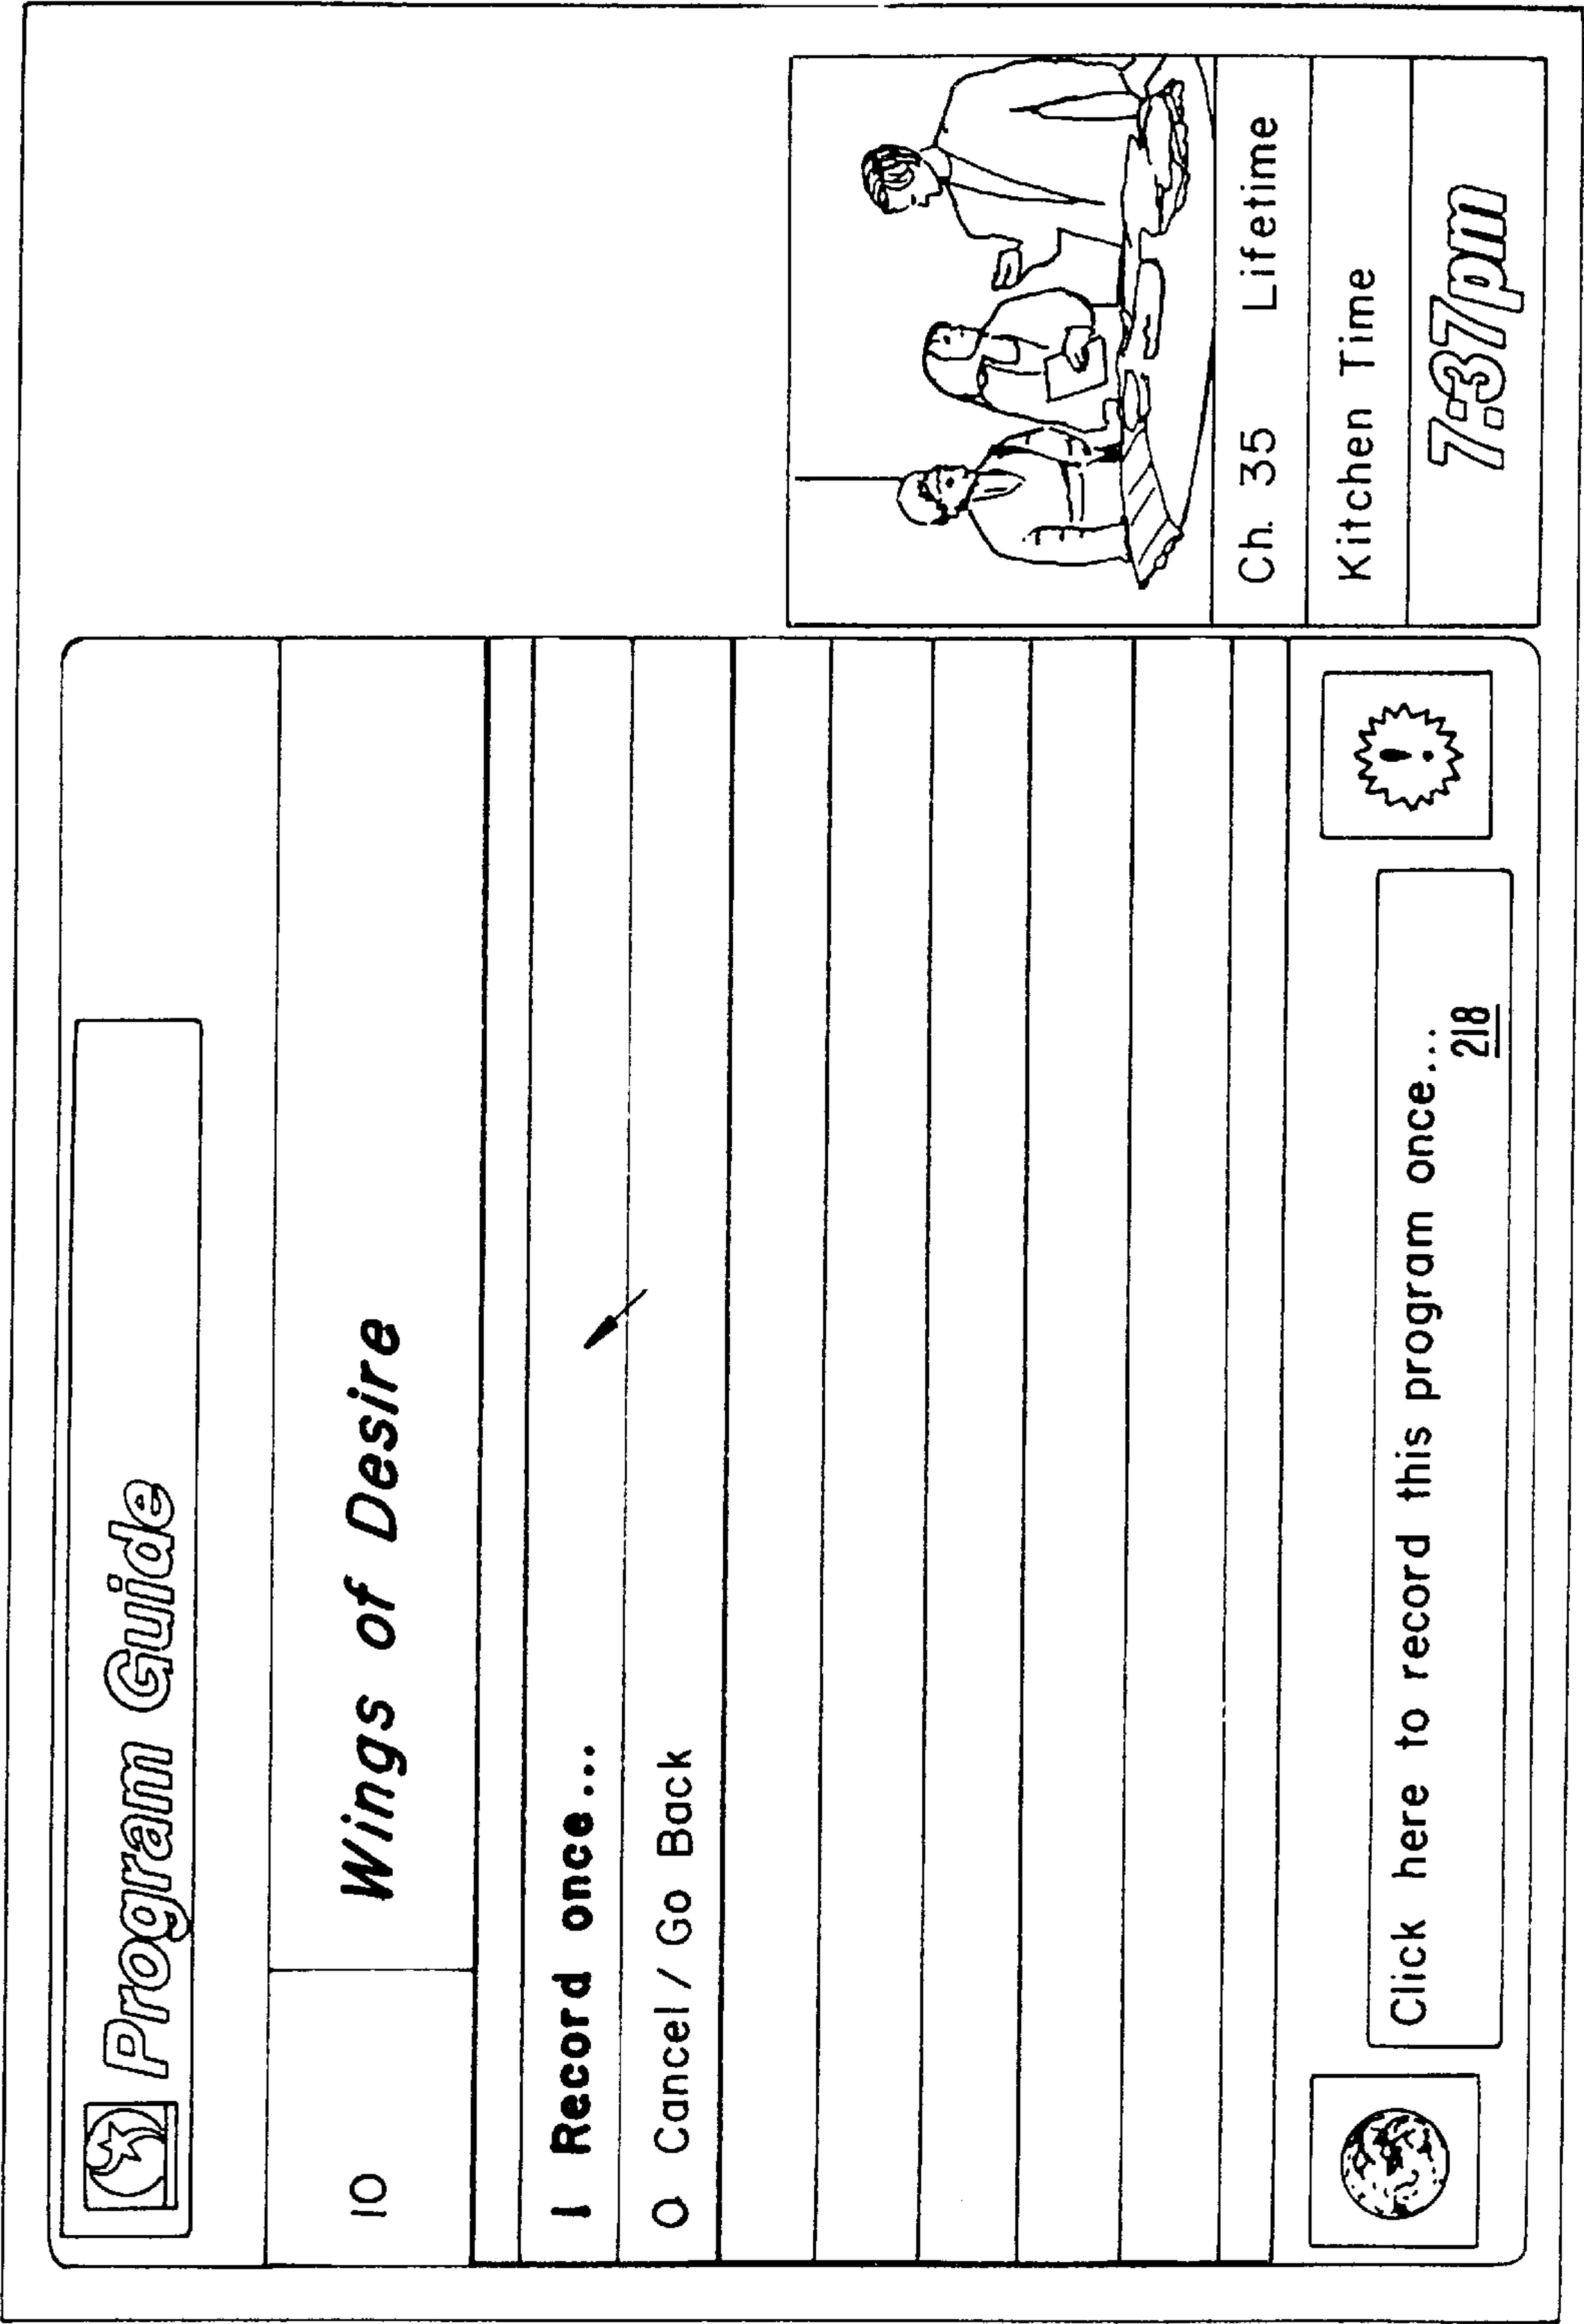 Program Guide
10 Wings of Desire
1 Record once...
0 Cancel / Go Back
Click here to record this program once...
218
Ch. 35 Lifetime
Kitchen Time
7:37pm